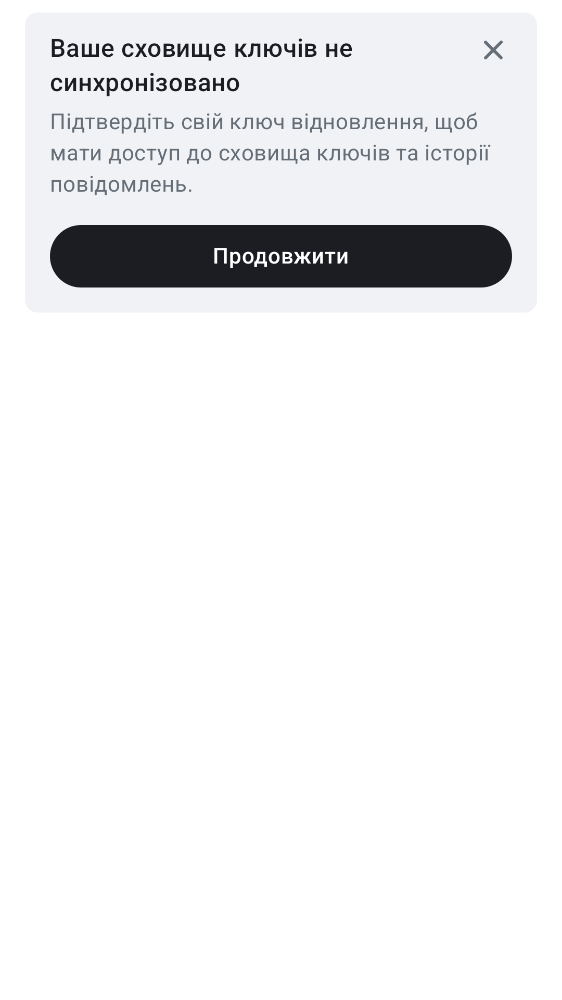 Ваше сховище ключів не
синхронізовано
Підтвердіть свій ключ відновлення, щоб
мати доступ до сховища ключів та історії
повідомлень.
Продовжити